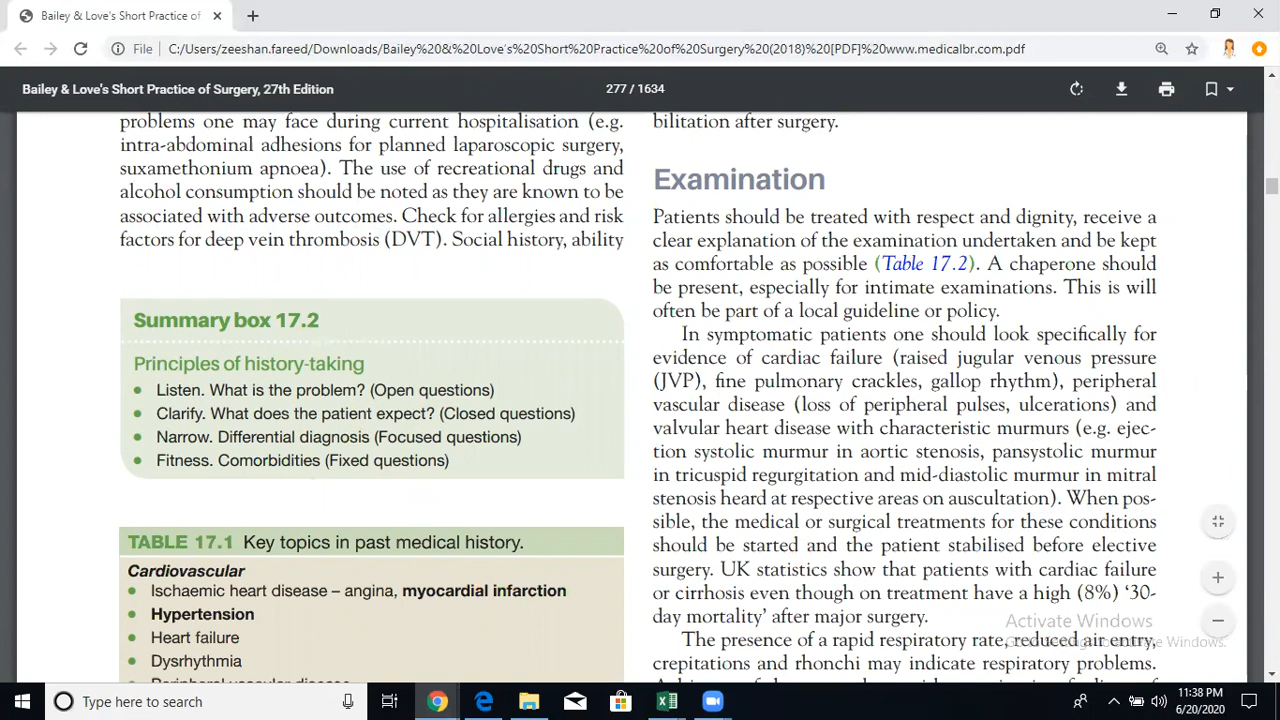 Bailey & Love's Short Practice of
File
C:/Users/zeeshan.fareed/Downloads/Bailey%20&%20Love's%20Short%20Practice%20of%20Surgery%20(2018)%20[PDF]%20www.medicalbr.com.pdf
Bailey & Love's Short Practice of Surgery, 27th Edition
277 / 1634
problems one may face during current hospitalisation (e.g.
intra-abdominal adhesions for planned laparoscopic surgery,
suxamethonium apnoea). The use of recreational drugs and
alcohol consumption should be noted as they are known to be
associated with adverse outcomes. Check for allergies and risk
factors for deep vein thrombosis (DVT). Social history, ability
Summary box 17.2
Principles of history-taking
Listen. What is the problem? (Open questions)
Clarify. What does the patient expect? (Closed questions)
Narrow. Differential diagnosis (Focused questions)
Fitness. Comorbidities (Fixed questions)
TABLE 17.1 Key topics in past medical history.
Cardiovascular
Ischaemic heart disease – angina, myocardial infarction
Hypertension
Heart failure
Dysrhythmia
Peripheral vascular disease
bilitation after surgery.
Examination
Patients should be treated with respect and dignity, receive a
clear explanation of the examination undertaken and be kept
as comfortable as possible (Table 17.2). A chaperone should
be present, especially for intimate examinations. This is will
often be part of a local guideline or policy.
In symptomatic patients one should look specifically for
evidence of cardiac failure (raised jugular venous pressure
(JVP), fine pulmonary crackles, gallop rhythm), peripheral
vascular disease (loss of peripheral pulses, ulcerations) and
valvular heart disease with characteristic murmurs (e.g. ejec-
tion systolic murmur in aortic stenosis, pansystolic murmur
in tricuspid regurgitation and mid-diastolic murmur in mitral
stenosis heard at respective areas on auscultation). When pos-
sible, the medical or surgical treatments for these conditions
should be started and the patient stabilised before elective
surgery. UK statistics show that patients with cardiac failure
or cirrhosis even though on treatment have a high (8%) '30-
day mortality' after major surgery.
The presence of a rapid respiratory rate, reduced air entry,
crepitations and rhonchi may indicate respiratory problems.
Activate Windows
Type here to search
11:38 PM
6/20/2020